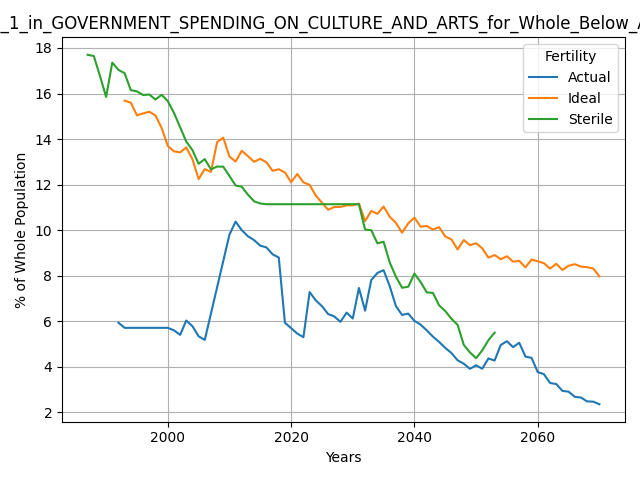 _1_in_GOVERNMENT_SPENDING_ON_CULTURE_AND_ARTS_for_Whole_Below_
Fertility
Actual
Ideal
Sterile
% of Whole Population
18
16
14
12
10
8
6
4
2
2000
2020
2040
2060
Years